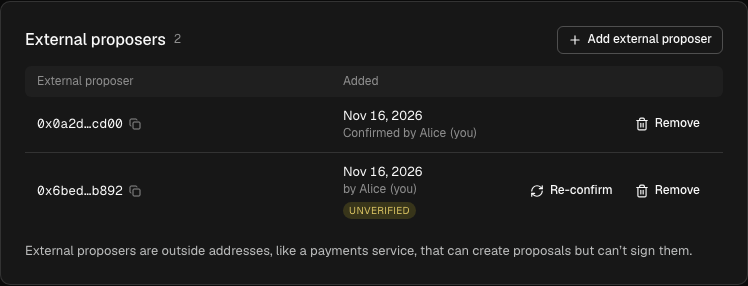 External proposers 2
+ Add external proposer
External proposer Added
0x0a2d…cd00
Nov 16, 2026
Confirmed by Alice (you)
Remove
0x6bed…b892
Nov 16, 2026
by Alice (you)
UNVERIFIED
Re-confirm
Remove
External proposers are outside addresses, like a payments service, that can create proposals but can’t sign them.